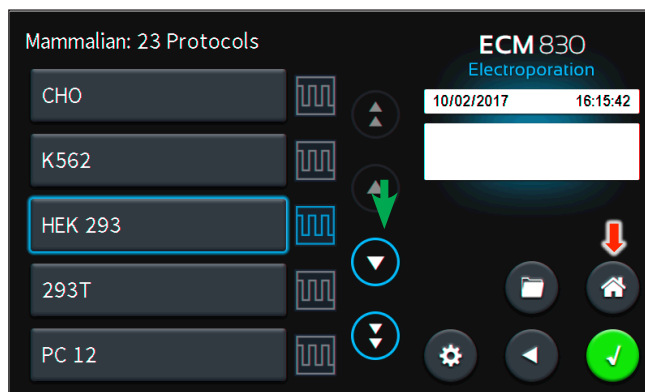 Mammalian: 23 Protocols
CHO
K562
HEK 293
293T
PC 12
ECM 830
Electroporation
10/02/2017 16:15:42